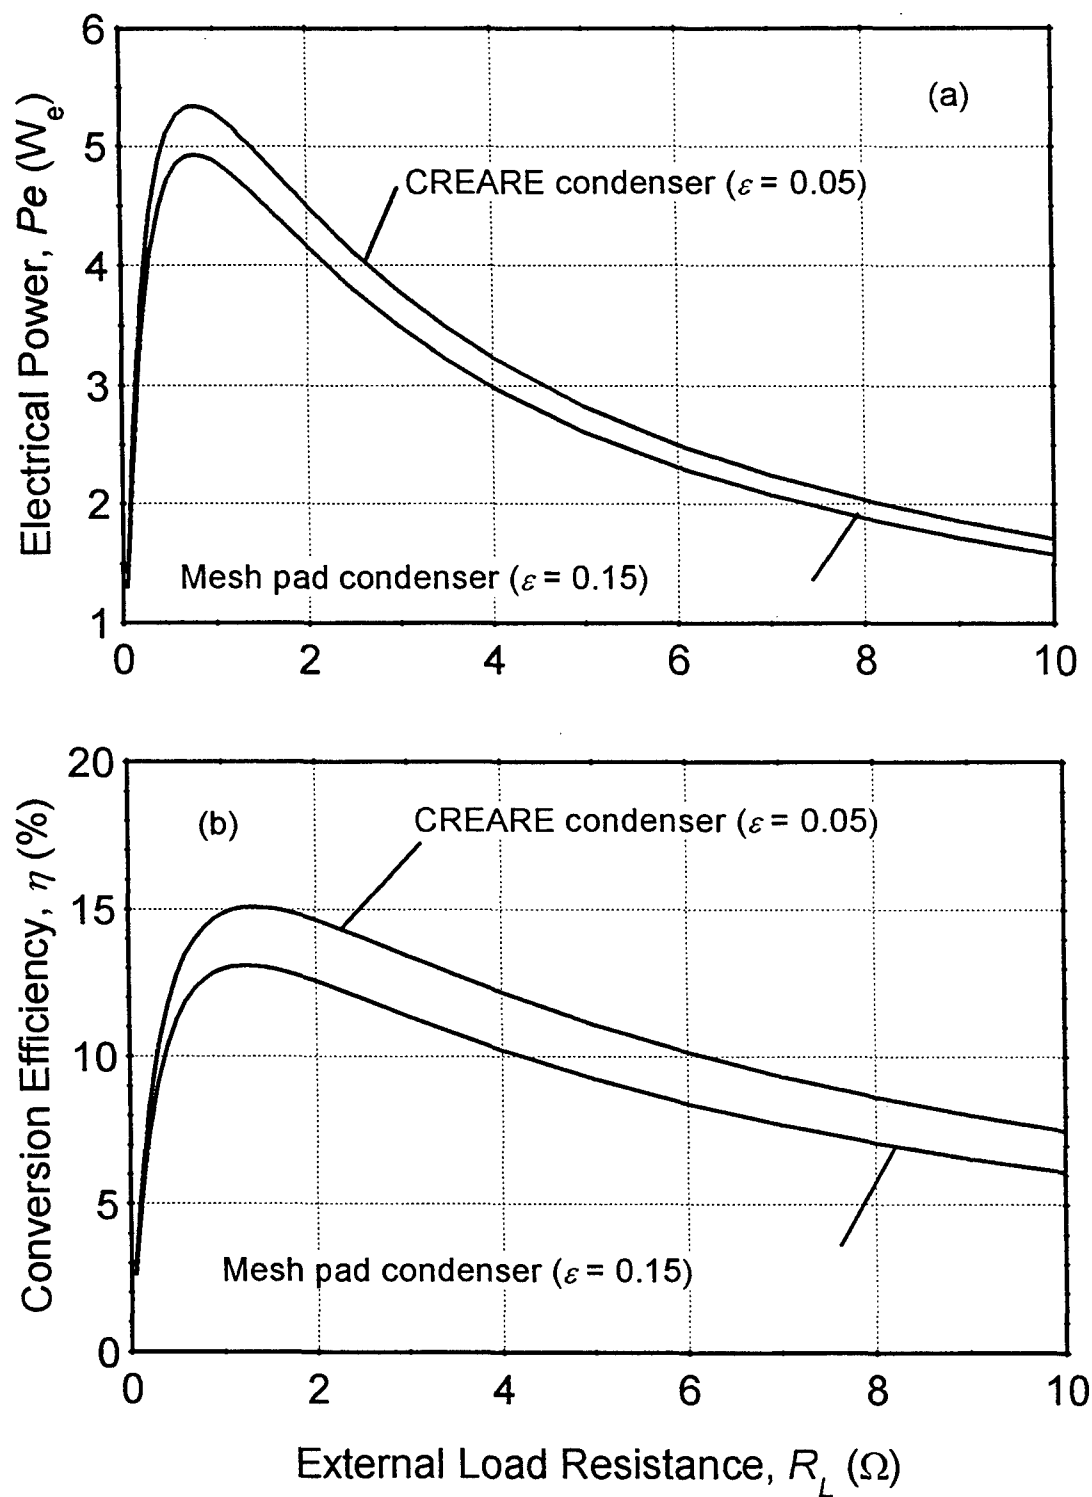 6
(a)
5
CREARE condenser (ε = 0.05)
4
3
2
Mesh pad condenser (ε = 0.15)
1
Electrical Power, Pe (We)
0 2 4 6 8 10
20
(b)
CREARE condenser (ε = 0.05)
15
10
5
Mesh pad condenser (ε = 0.15)
0
Conversion Efficiency, η (%)
0 2 4 6 8 10
External Load Resistance, RL (Ω)